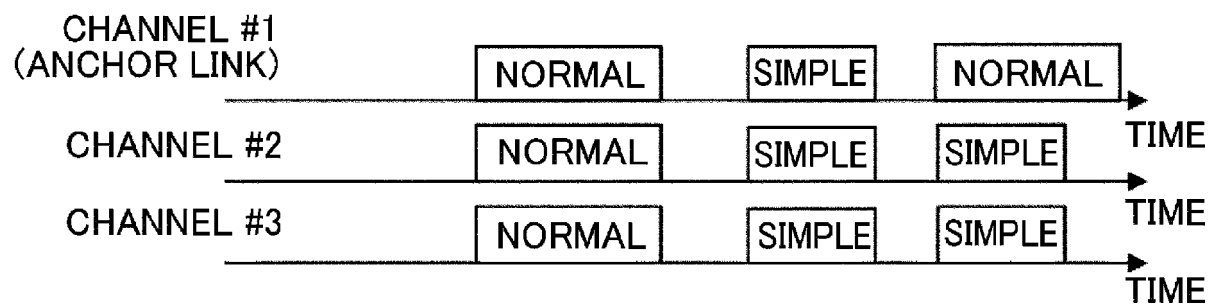 CHANNEL #1
(ANCHOR LINK)
NORMAL SIMPLE NORMAL
TIME
CHANNEL #2
NORMAL SIMPLE SIMPLE
TIME
CHANNEL #3
NORMAL SIMPLE SIMPLE
TIME